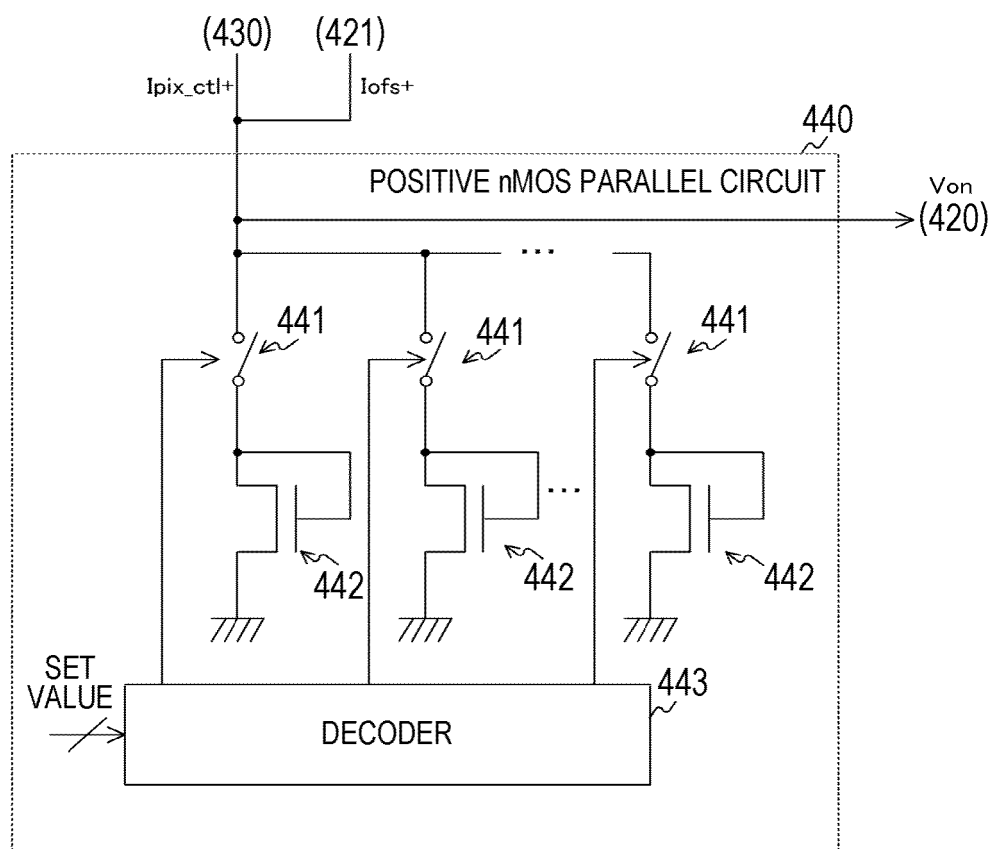 (430) (421)
Ipix_ctl+ Iofs+
440
POSITIVE nMOS PARALLEL CIRCUIT
Von
(420)
...
441 441 441
...
442 442 442
SET
VALUE
443
DECODER